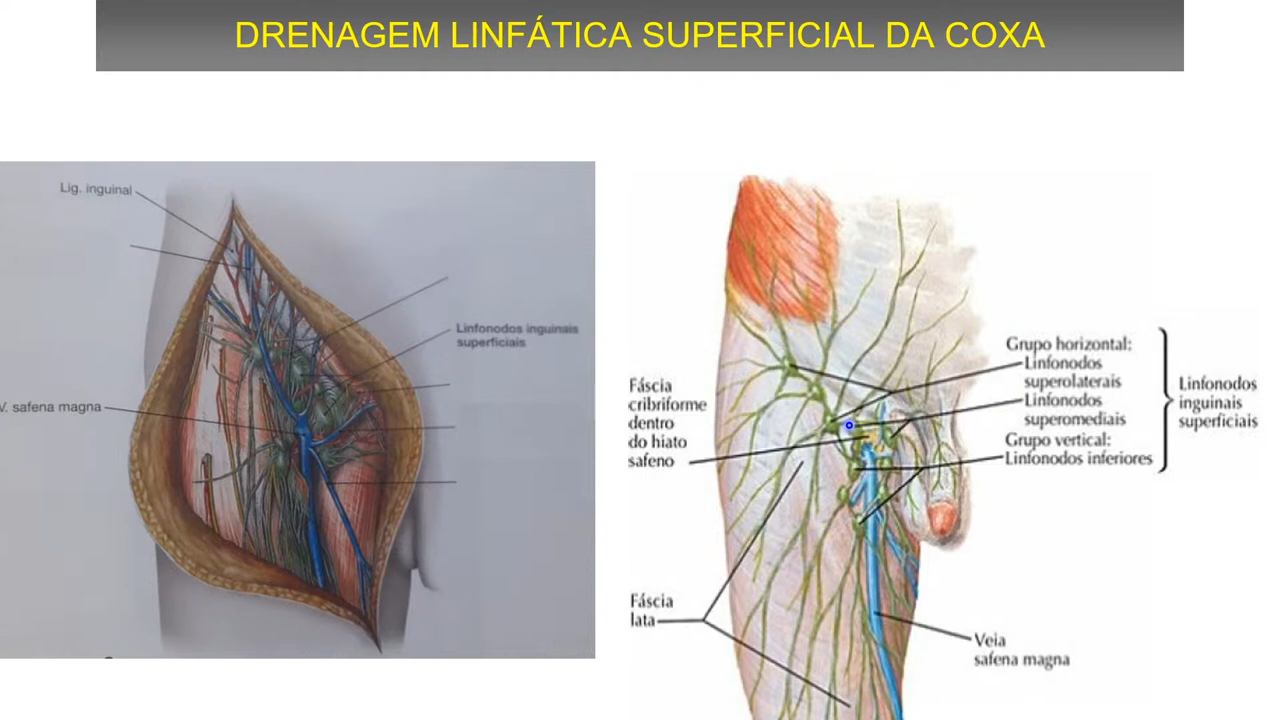 DRENAGEM LINFÁTICA SUPERFICIAL DA COXA
Lig. inguinal
Linfonodos inguinais
superficiais
V. safena magna
Fáscia
cribriforme
dentro
do hiato
safeno
Fáscia
lata
Grupo horizontal:
Linfonodos
superolaterais
Linfonodos
superomediais
Grupo vertical:
Linfonodos inferiores
Linfonodos
inguinais
superficiais
Veia
safena magna